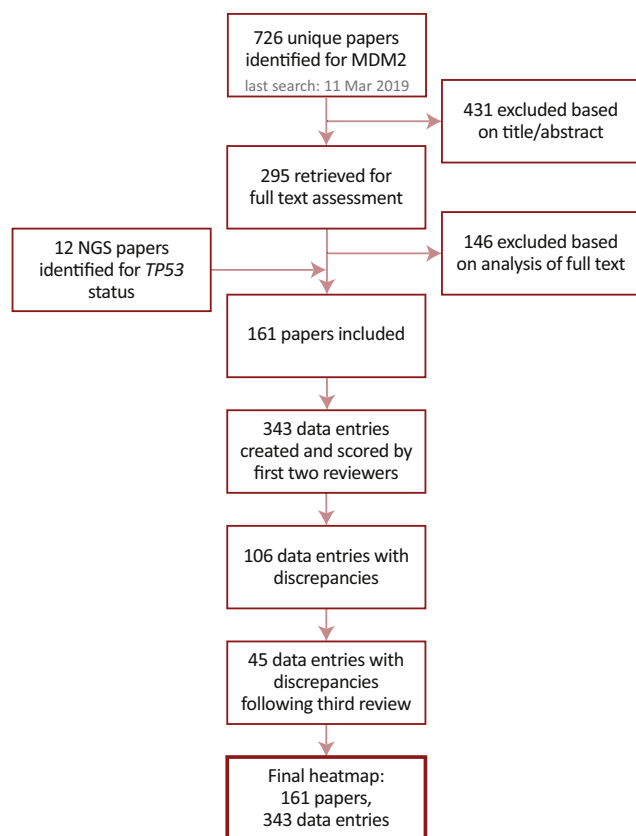 726 unique papers
identified for MDM2
last search: 11 Mar 2019
431 excluded based
on title/abstract
295 retrieved for
full text assessment
12 NGS papers
identified for TP53
status
146 excluded based
on analysis of full text
161 papers included
343 data entries
created and scored by
first two reviewers
106 data entries with
discrepancies
45 data entries with
discrepancies
following third review
Final heatmap:
161 papers,
343 data entries